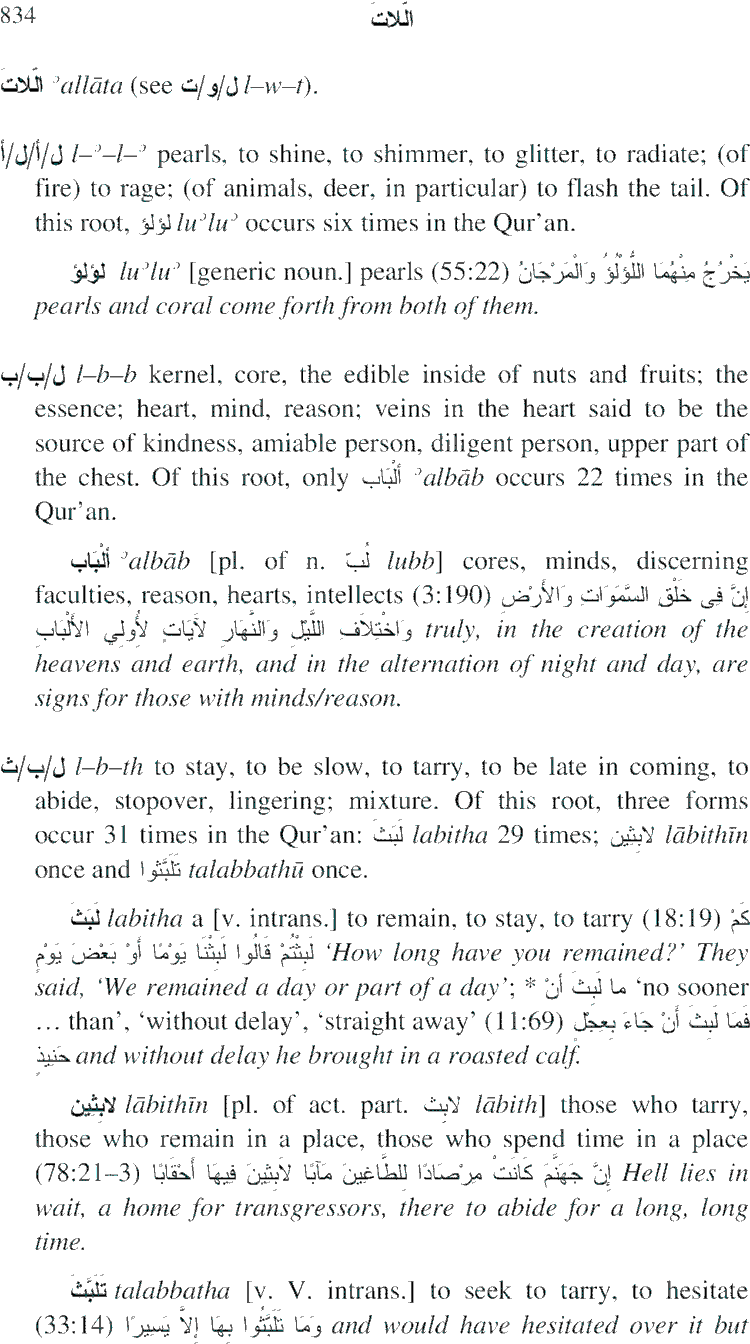 834 الّلاتَ
الّلاتَ ʾallāta (see ل/و/ت l–w–t).
ل/أ/ل/أ l–ʾ–l–ʾ pearls, to shine, to shimmer, to glitter, to radiate; (of
fire) to rage; (of animals, deer, in particular) to flash the tail. Of
this root, لؤلؤ luʾluʾ occurs six times in the Qur’an.
لؤلؤ luʾluʾ [generic noun.] pearls (55:22) يَخْرُجُ مِنْهُمَا اللُّؤْلُؤُ وَالْمَرْجَانُ
pearls and coral come forth from both of them.
ل/ب/ب l–b–b kernel, core, the edible inside of nuts and fruits; the
essence; heart, mind, reason; veins in the heart said to be the
source of kindness, amiable person, diligent person, upper part of
the chest. Of this root, only ألْبَاب ʾalbāb occurs 22 times in the
Qur’an.
ألْبَاب ʾalbāb [pl. of n. لُبّ lubb] cores, minds, discerning
faculties, reason, hearts, intellects (3:190) إِنَّ فِى خَلْقِ السَّمَوَاتِ وَالأَرْضِ
وَاخْتِلاَفِ اللَّيْلِ وَالنَّهَارِ لآيَاتٍ لأُولِي الأَلْبَابِ truly, in the creation of the
heavens and earth, and in the alternation of night and day, are
signs for those with minds/reason.
ل/ب/ث l–b–th to stay, to be slow, to tarry, to be late in coming, to
abide, stopover, lingering; mixture. Of this root, three forms
occur 31 times in the Qur’an: لَبَثَ labitha 29 times; لابِثِين lābithīn
once and تَلَبَّثوا talabbathū once.
لَبَثَ labitha a [v. intrans.] to remain, to stay, to tarry (18:19) كَمْ
لَبِثْتُمْ قَالُوا لَبِثْنَا يَوْمًا أَوْ بَعْضَ يَوْمٍ ‘How long have you remained?’ They
said, ‘We remained a day or part of a day’; * ما لَبِثَ أنْ ‘no sooner
… than’, ‘without delay’, ‘straight away’ (11:69) فَمَا لَبِثَ أَنْ جَاءَ بِعِجْلٍ
حَنِيذٍ and without delay he brought in a roasted calf.
لابِثِين lābithīn [pl. of act. part. لابِث lābith] those who tarry,
those who remain in a place, those who spend time in a place
(78:21–3) إِنَّ جَهَنَّمَ كَانَتْ مِرْصَادًا لِلطَّاغِينَ مَآبًا لاَبِثِينَ فِيهَا أَحْقَابًا Hell lies in
wait, a home for transgressors, there to abide for a long, long
time.
تَلَبَّثَ talabbatha [v. V. intrans.] to seek to tarry, to hesitate
(33:14) وَمَا تَلَبَّثُوا بِهَا إِلاَّ يَسِيرًا and would have hesitated over it but